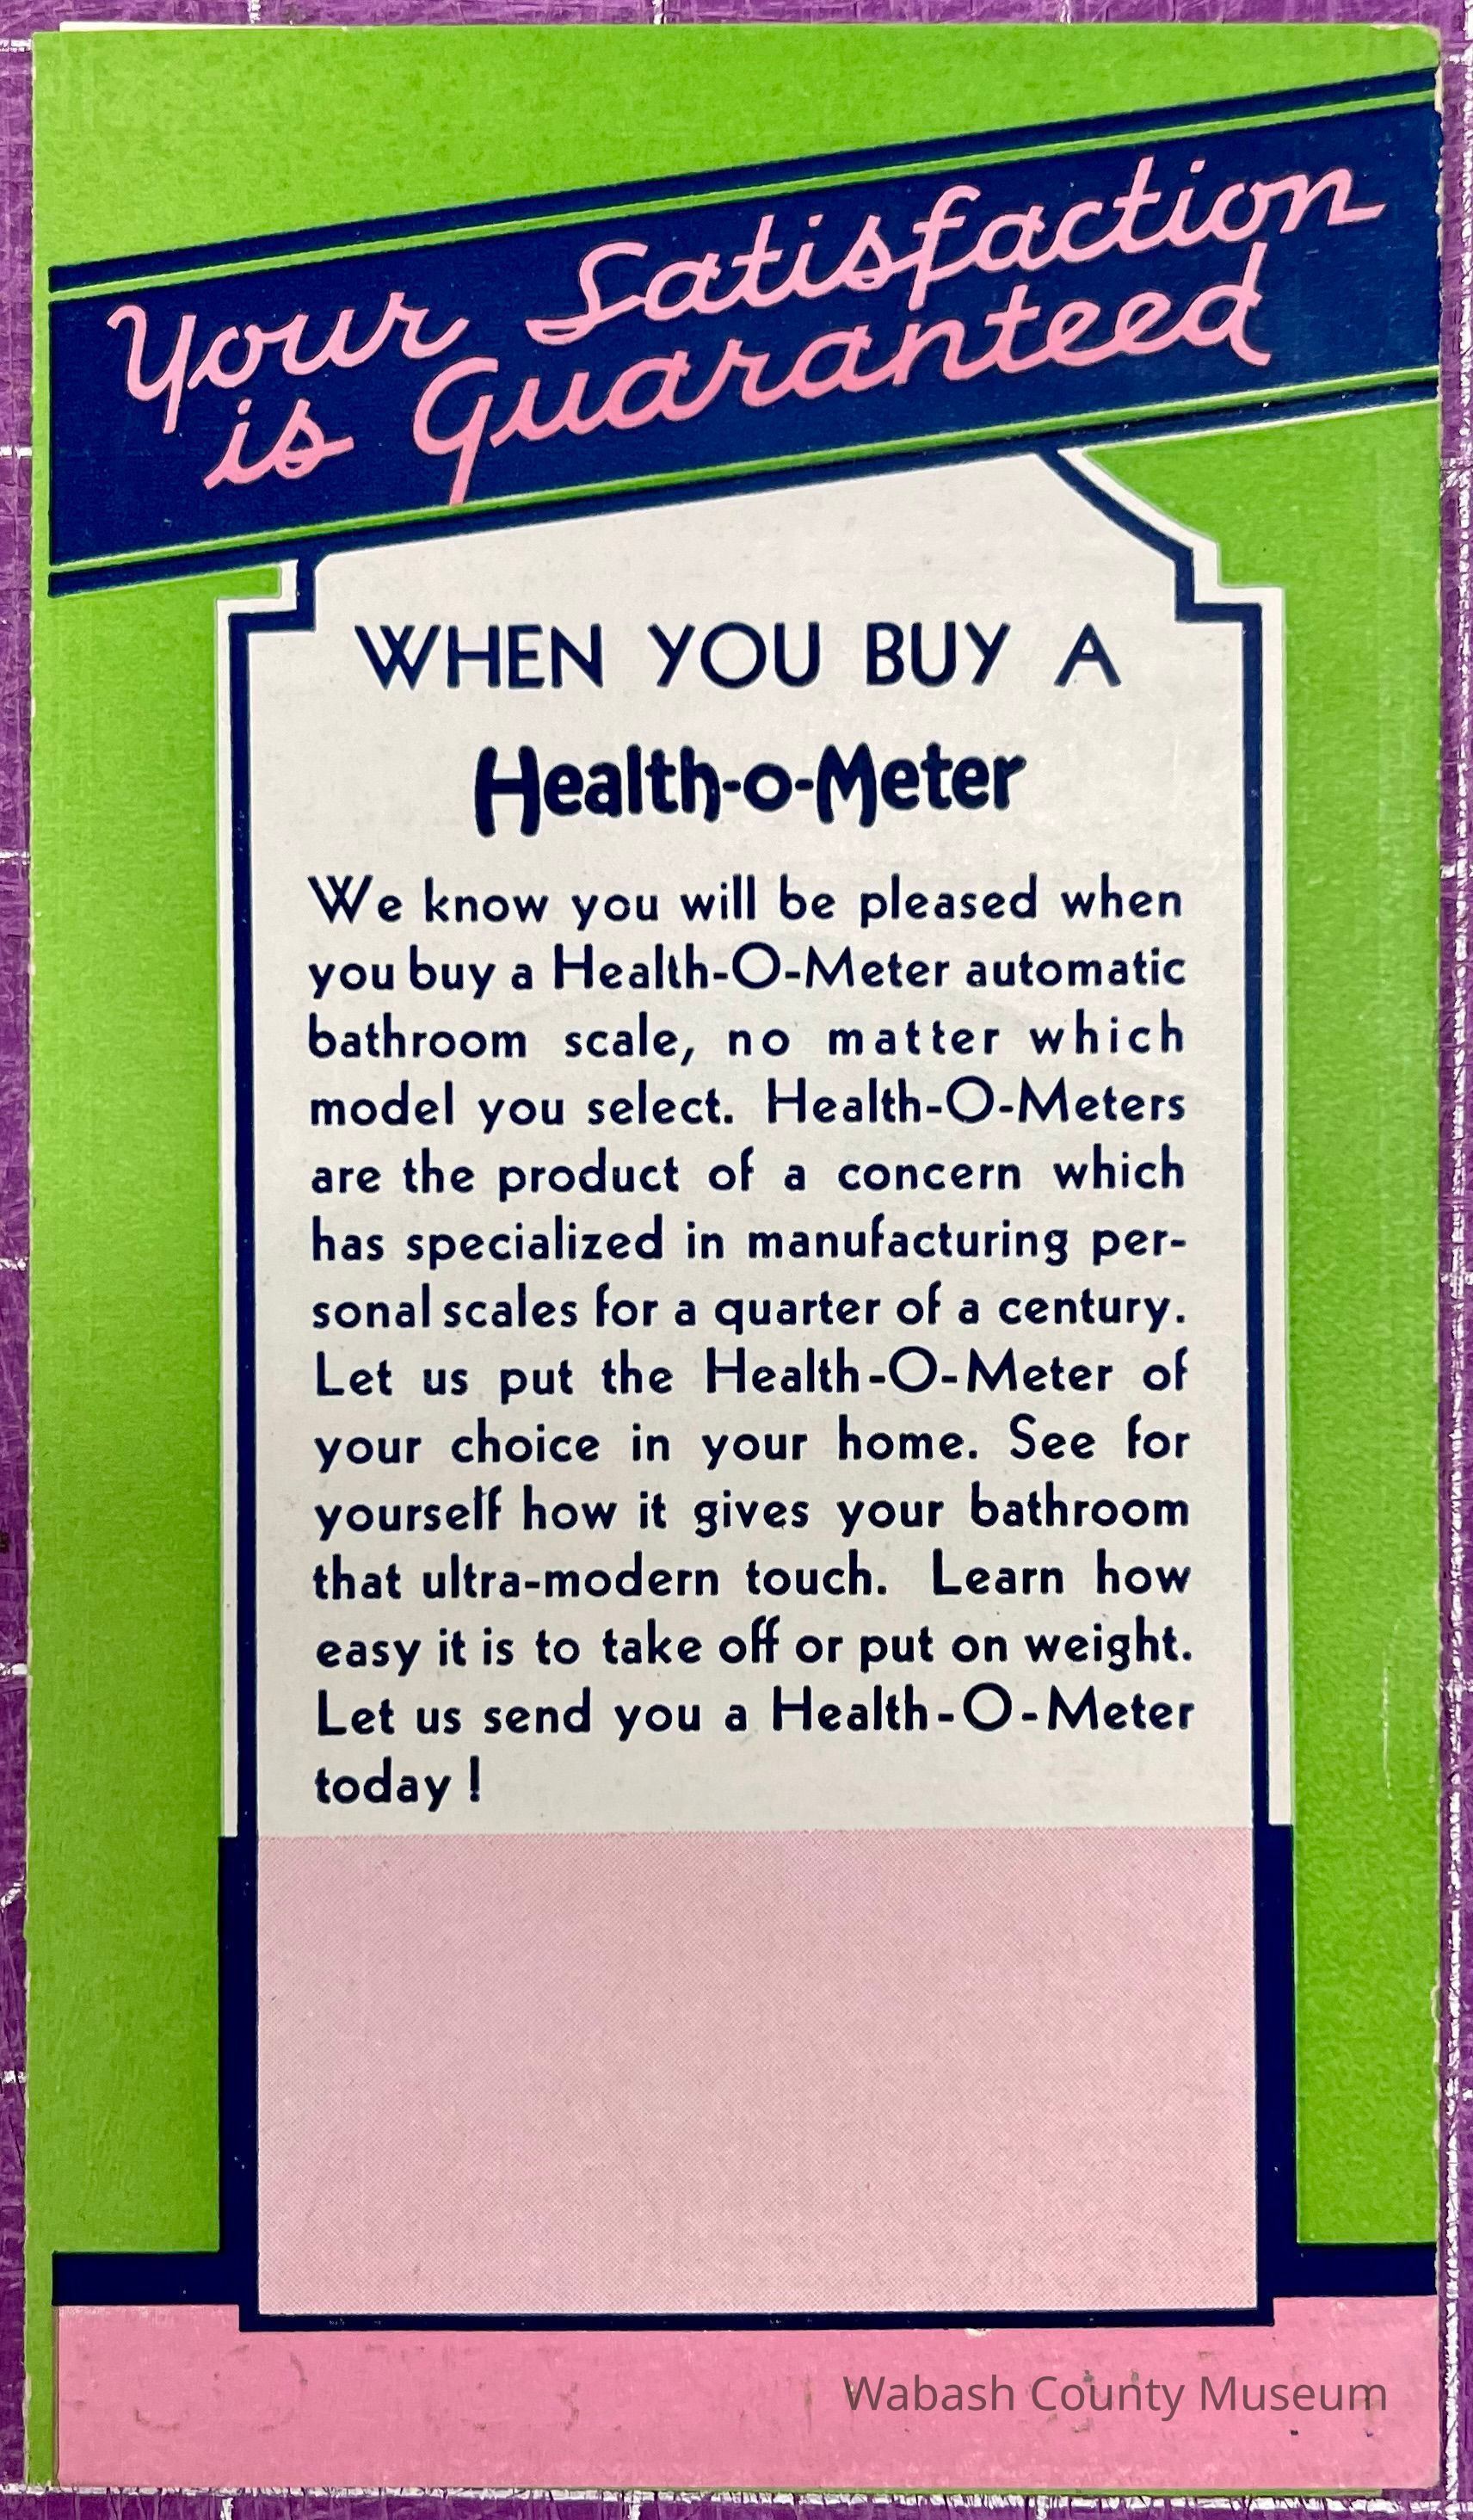 Your Satisfaction
is Guaranteed
WHEN YOU BUY A
Health-o-Meter
We know you will be pleased when
you buy a Health-O-Meter automatic
bathroom scale, no matter which
model you select. Health-O-Meters
are the product of a concern which
has specialized in manufacturing per-
sonal scales for a quarter of a century.
Let us put the Health-O-Meter of
your choice in your home. See for
yourself how it gives your bathroom
that ultra-modern touch. Learn how
easy it is to take off or put on weight.
Let us send you a Health-O-Meter
today!
Wabash County Museum